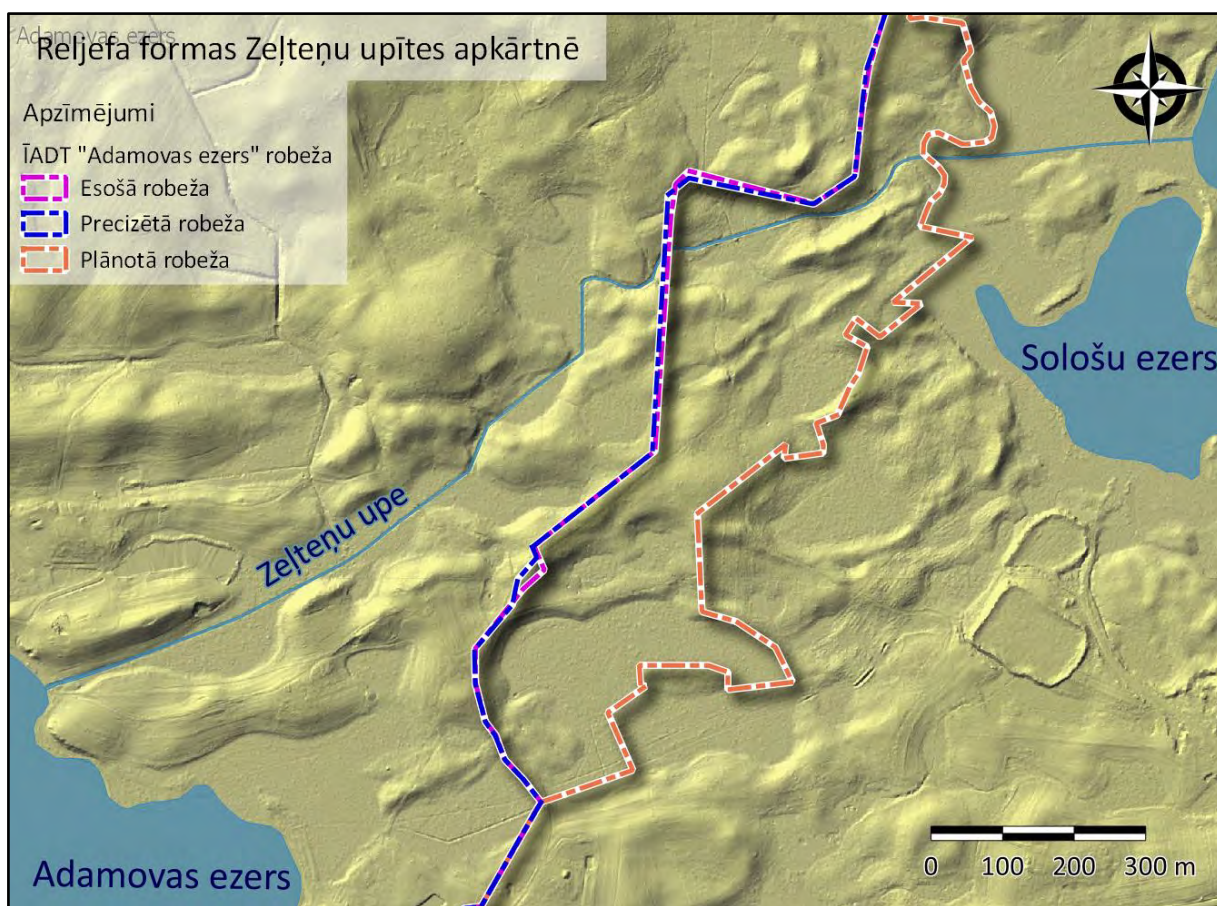 Adamovas ezers
Reljefa formas Zeļteņu upītes apkārtnē
Apzīmējumi
ĪADT "Adamovas ezers" robeža
Esošā robeža
Precizētā robeža
Plānotā robeža
Sološu ezers
Zeļteņu upe
Adamovas ezers
0 100 200 300 m